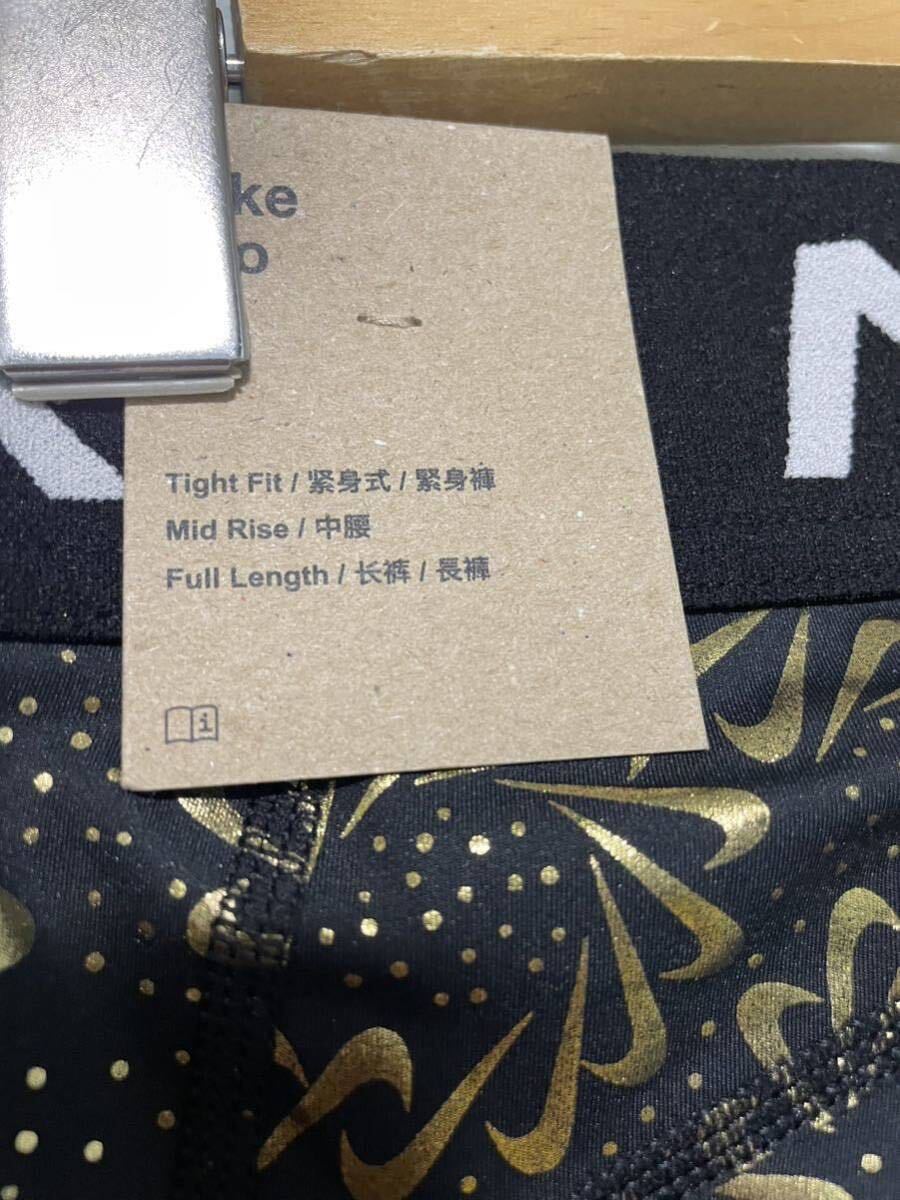 ke
o
Tight Fit / 紧身式 / 緊身褲
Mid Rise / 中腰
Full Length / 长裤 / 長褲
i
N